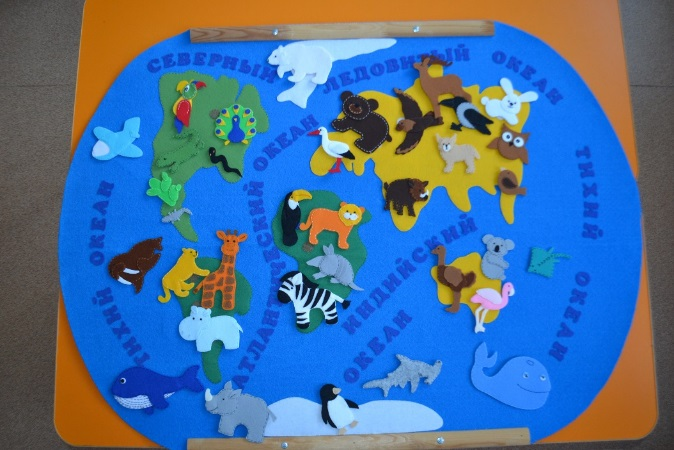 СЕВЕРНЫЙ ЛЕДОВИТЫЙ ОКЕАН
ТИХИЙ ОКЕАН
АТЛАНТИЧЕСКИЙ ОКЕАН
ИНДИЙСКИЙ
ОКЕАН
ТИХИЙ ОКЕАН